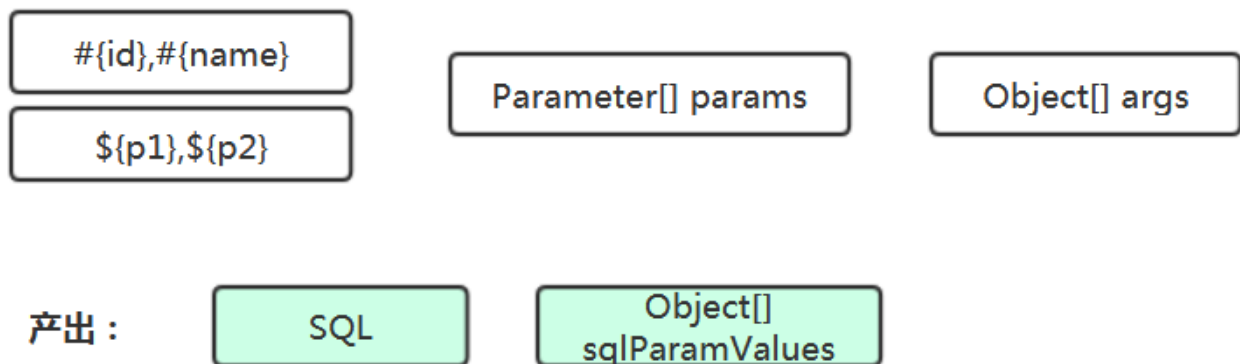 #{id},#{name}
${p1},${p2}
Parameter[] params
Object[] args
产出：
SQL
Object[]
sqlParamValues